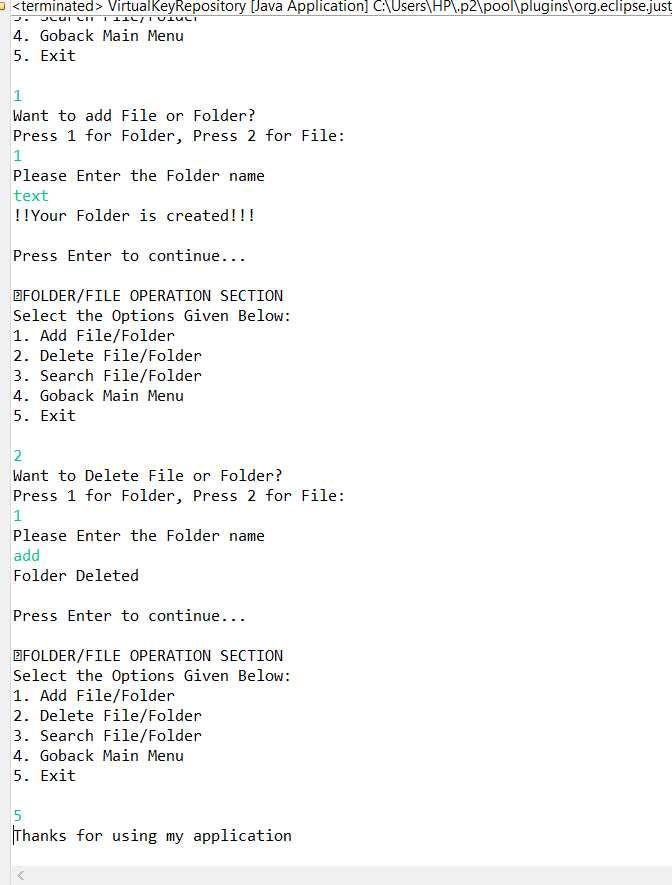 <terminated> VirtualKeyRepository [Java Application] C:\Users\HP\.p2\pool\plugins\org.eclipse.just
3. Search File/Folder
4. Goback Main Menu
5. Exit
1
Want to add File or Folder?
Press 1 for Folder, Press 2 for File:
1
Please Enter the Folder name
text
!!Your Folder is created!!!
Press Enter to continue...
FOLDER/FILE OPERATION SECTION
Select the Options Given Below:
1. Add File/Folder
2. Delete File/Folder
3. Search File/Folder
4. Goback Main Menu
5. Exit
2
Want to Delete File or Folder?
Press 1 for Folder, Press 2 for File:
1
Please Enter the Folder name
add
Folder Deleted
Press Enter to continue...
FOLDER/FILE OPERATION SECTION
Select the Options Given Below:
1. Add File/Folder
2. Delete File/Folder
3. Search File/Folder
4. Goback Main Menu
5. Exit
5
Thanks for using my application